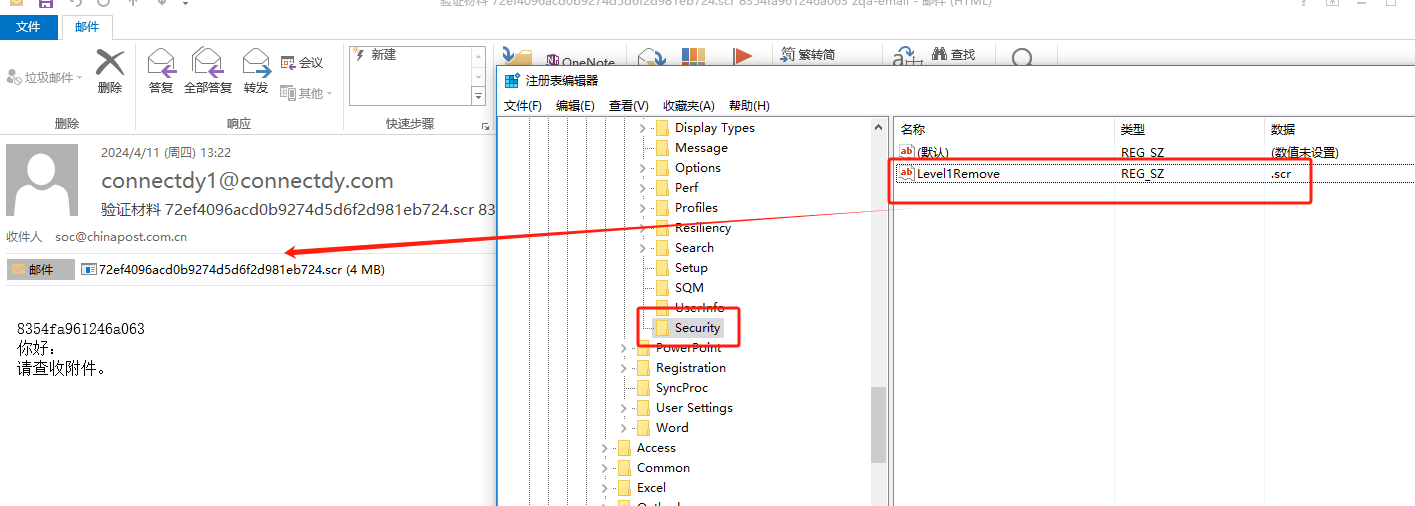 验证材料 72ef4096acd0b9274d5d6f2d981eb724.scr 8354fa961246a063 zqa-email - 邮件 (HTML)
文件
邮件
垃圾邮件
删除
答复
全部答复
转发
会议
其他
新建
OneNote
繁转简
查找
删除
响应
快速步骤
2024/4/11 (周四) 13:22
connectdy1@connectdy.com
验证材料 72ef4096acd0b9274d5d6f2d981eb724.scr 83
收件人 soc@chinapost.com.cn
邮件
72ef4096acd0b9274d5d6f2d981eb724.scr (4 MB)
8354fa961246a063
你好：
请查收附件。
注册表编辑器
文件(F) 编辑(E) 查看(V) 收藏夹(A) 帮助(H)
Display Types
Message
Options
Perf
Profiles
Resiliency
Search
Setup
SQM
UserInfo
Security
PowerPoint
Registration
SyncProc
User Settings
Word
Access
Common
Excel
Outlook
名称 类型 数据
(默认) REG_SZ (数值未设置)
Level1Remove REG_SZ .scr